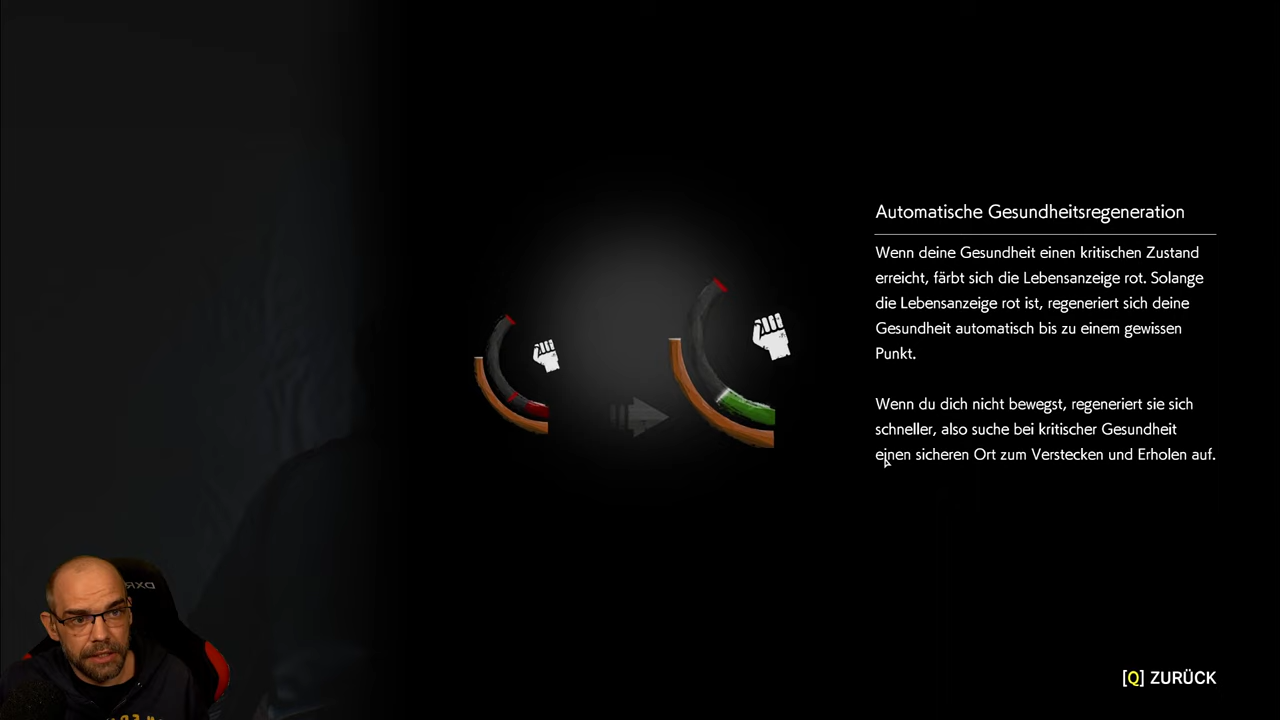 Automatische Gesundheitsregeneration
Wenn deine Gesundheit einen kritischen Zustand
erreicht, färbt sich die Lebensanzeige rot. Solange
die Lebensanzeige rot ist, regeneriert sich deine
Gesundheit automatisch bis zu einem gewissen
Punkt.
Wenn du dich nicht bewegst, regeneriert sie sich
schneller, also suche bei kritischer Gesundheit
einen sicheren Ort zum Verstecken und Erholen auf.
[Q] ZURÜCK